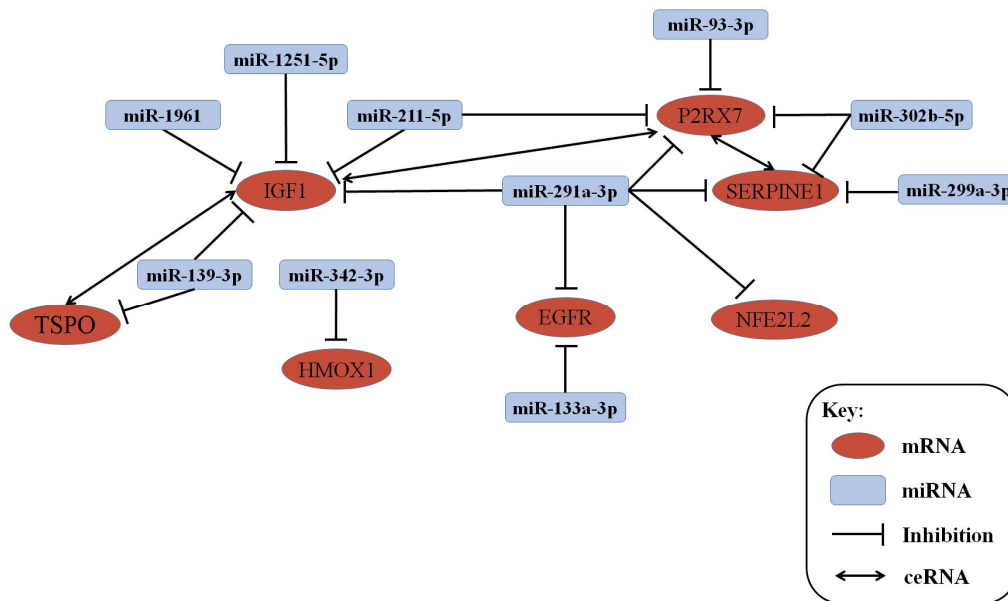 miR-93-3p
miR-1251-5p
miR-1961
miR-211-5p
P2RX7
miR-302b-5p
IGF1
miR-291a-3p
SERPINE1
miR-299a-3p
miR-139-3p
miR-342-3p
TSPO
EGFR
NFE2L2
HMOX1
miR-133a-3p
Key:
mRNA
miRNA
Inhibition
ceRNA